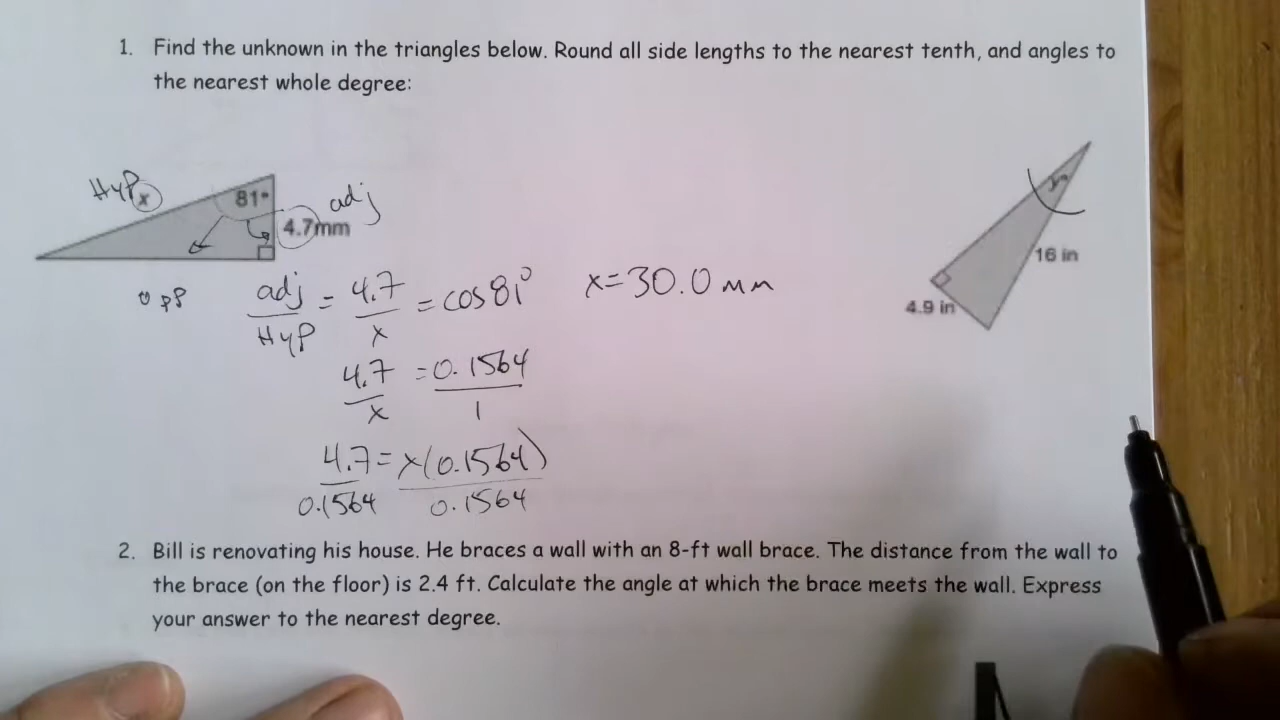 1. Find the unknown in the triangles below. Round all side lengths to the nearest tenth, and angles to
the nearest whole degree:
Hyp x
81°
adj
4.7mm
opp
16 in
4.9 in
adj/Hyp = 4.7/x = cos 81°
x = 30.0 mm
4.7/x = 0.1564/1
4.7 = x(0.1564)
0.1564 0.1564
2. Bill is renovating his house. He braces a wall with an 8-ft wall brace. The distance from the wall to
the brace (on the floor) is 2.4 ft. Calculate the angle at which the brace meets the wall. Express
your answer to the nearest degree.